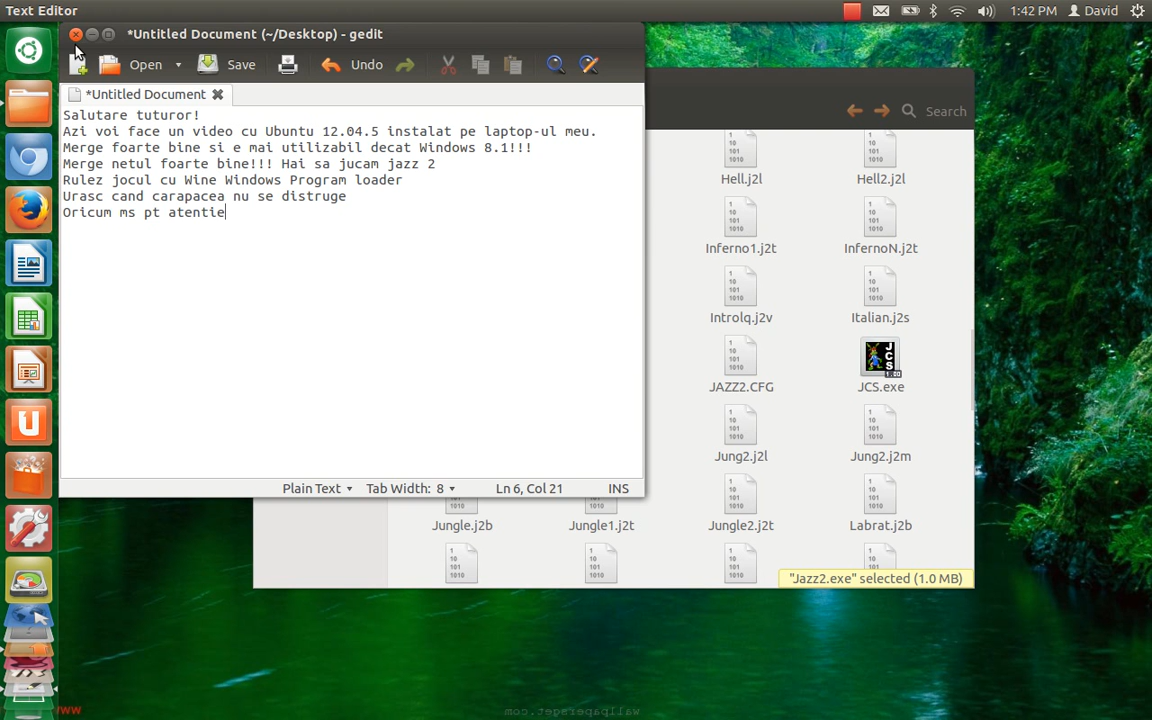 Text Editor
1:42 PM David
*Untitled Document (~/Desktop) - gedit
Open Save Undo
*Untitled Document
Salutare tuturor!
Azi voi face un video cu Ubuntu 12.04.5 instalat pe laptop-ul meu.
Merge foarte bine si e mai utilizabil decat Windows 8.1!!!
Merge netul foarte bine!!! Hai sa jucam jazz 2
Rulez jocul cu Wine Windows Program loader
Urasc cand carapacea nu se distruge
Oricum ms pt atentie
Plain Text Tab Width: 8 Ln 6, Col 21 INS
Search
Hell.j2l Hell2.j2l
Inferno1.j2t InfernoN.j2t
Introlq.j2v Italian.j2s
JAZZ2.CFG JCS.exe
Jung2.j2l Jung2.j2m
Jungle.j2b Jungle1.j2t Jungle2.j2t Labrat.j2b
"Jazz2.exe" selected (1.0 MB)
www
wallpapersget.com